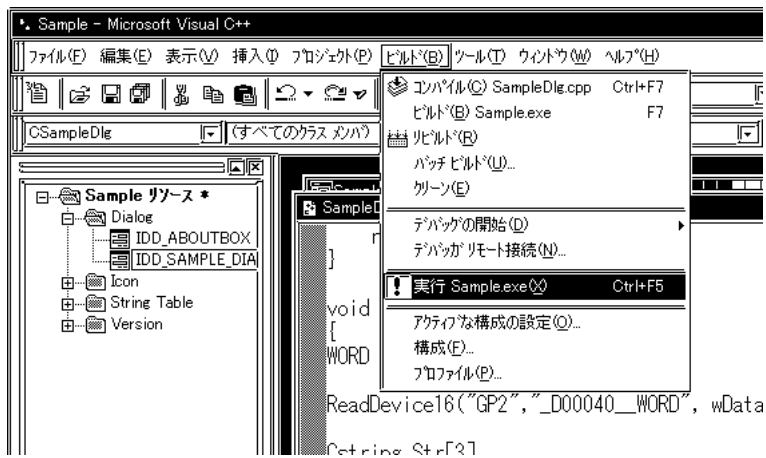 Sample - Microsoft Visual C++
ﾌｧｲﾙ(F) 編集(E) 表示(V) 挿入(I) ﾌﾟﾛｼﾞｪｸﾄ(P) ﾋﾞﾙﾄﾞ(B) ﾂｰﾙ(T) ｳｨﾝﾄﾞｳ(W) ﾍﾙﾌﾟ(H)
CSampleDlg (すべてのｸﾗｽ ﾒﾝﾊﾞ)
ｺﾝﾊﾟｲﾙ(C) SampleDlg.cpp Ctrl+F7
ﾋﾞﾙﾄﾞ(B) Sample.exe F7
ﾘﾋﾞﾙﾄﾞ(R)
ﾊﾞｯﾁ ﾋﾞﾙﾄﾞ(U)...
ｸﾘｰﾝ(E)
ﾃﾞﾊﾞｯｸﾞの開始(D)
ﾃﾞﾊﾞｯｶﾞ ﾘﾓｰﾄ接続(N)...
実行 Sample.exe(X) Ctrl+F5
ｱｸﾃｨﾌﾞな構成の設定(O)...
構成(F)...
ﾌﾟﾛﾌｧｲﾙ(P)...
Sample ﾘｿｰｽ *
Dialog
IDD_ABOUTBOX
IDD_SAMPLE_DIA
Icon
String Table
Version
}
void
{
WORD
ReadDevice16("GP2","_D00040__WORD", wData
Cstring Str[3]